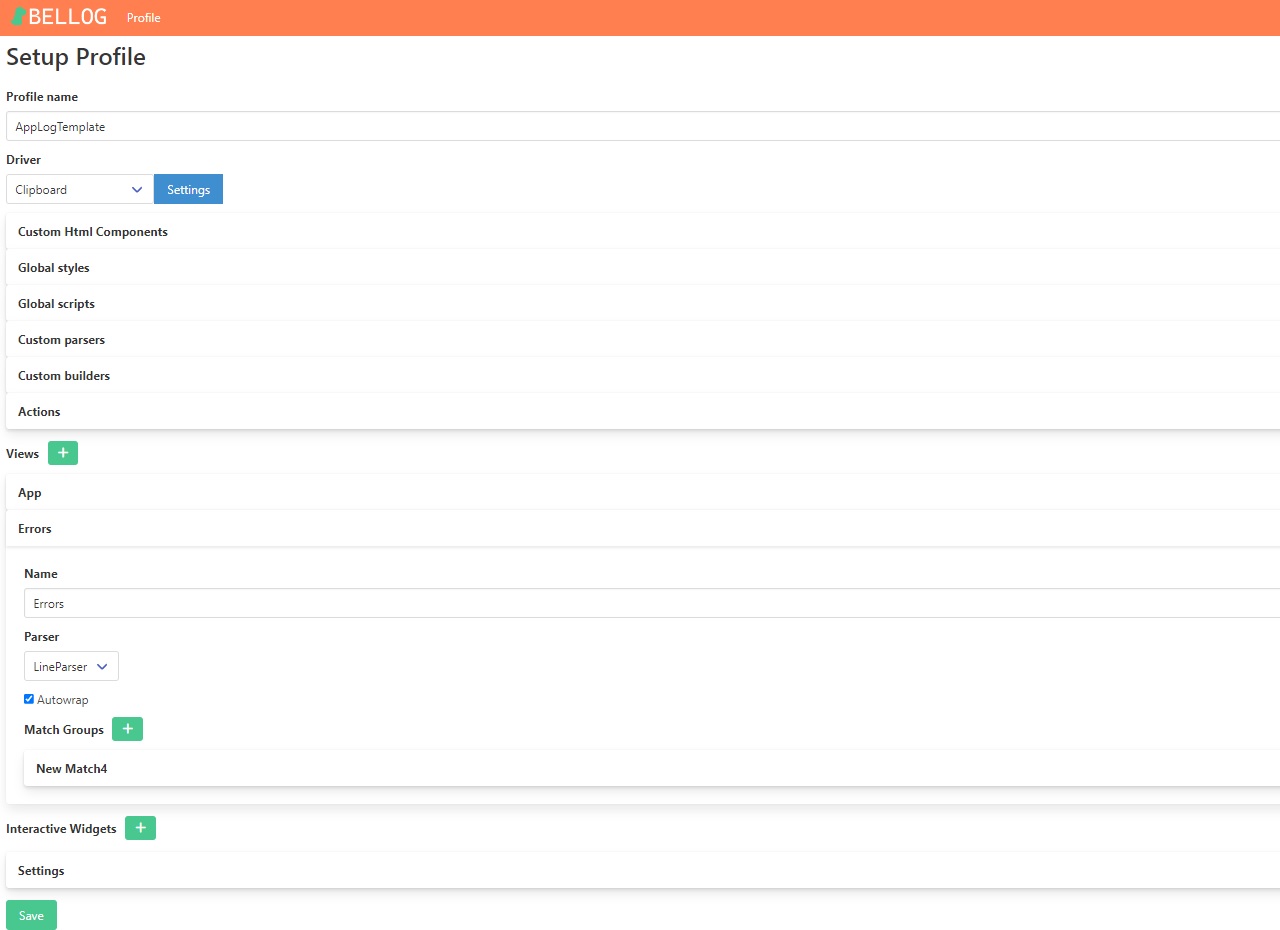 BELLOG Profile
Setup Profile
Profile name
AppLogTemplate
Driver
Clipboard Settings
Custom Html Components
Global styles
Global scripts
Custom parsers
Custom builders
Actions
Views +
App
Errors
Name
Errors
Parser
LineParser
Autowrap
Match Groups +
New Match4
Interactive Widgets +
Settings
Save